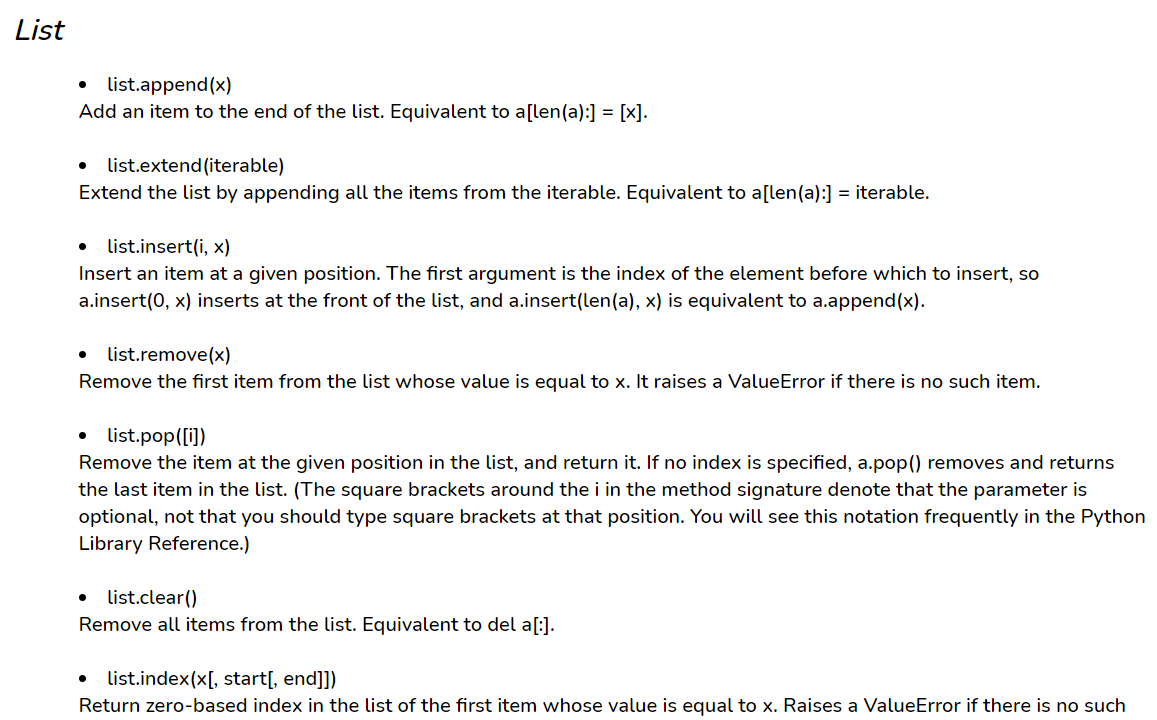 List
• list.append(x)
Add an item to the end of the list. Equivalent to a[len(a):] = [x].
• list.extend(iterable)
Extend the list by appending all the items from the iterable. Equivalent to a[len(a):] = iterable.
• list.insert(i, x)
Insert an item at a given position. The first argument is the index of the element before which to insert, so
a.insert(0, x) inserts at the front of the list, and a.insert(len(a), x) is equivalent to a.append(x).
• list.remove(x)
Remove the first item from the list whose value is equal to x. It raises a ValueError if there is no such item.
• list.pop([i])
Remove the item at the given position in the list, and return it. If no index is specified, a.pop() removes and returns
the last item in the list. (The square brackets around the i in the method signature denote that the parameter is
optional, not that you should type square brackets at that position. You will see this notation frequently in the Python
Library Reference.)
• list.clear()
Remove all items from the list. Equivalent to del a[:].
• list.index(x[, start[, end]])
Return zero-based index in the list of the first item whose value is equal to x. Raises a ValueError if there is no such